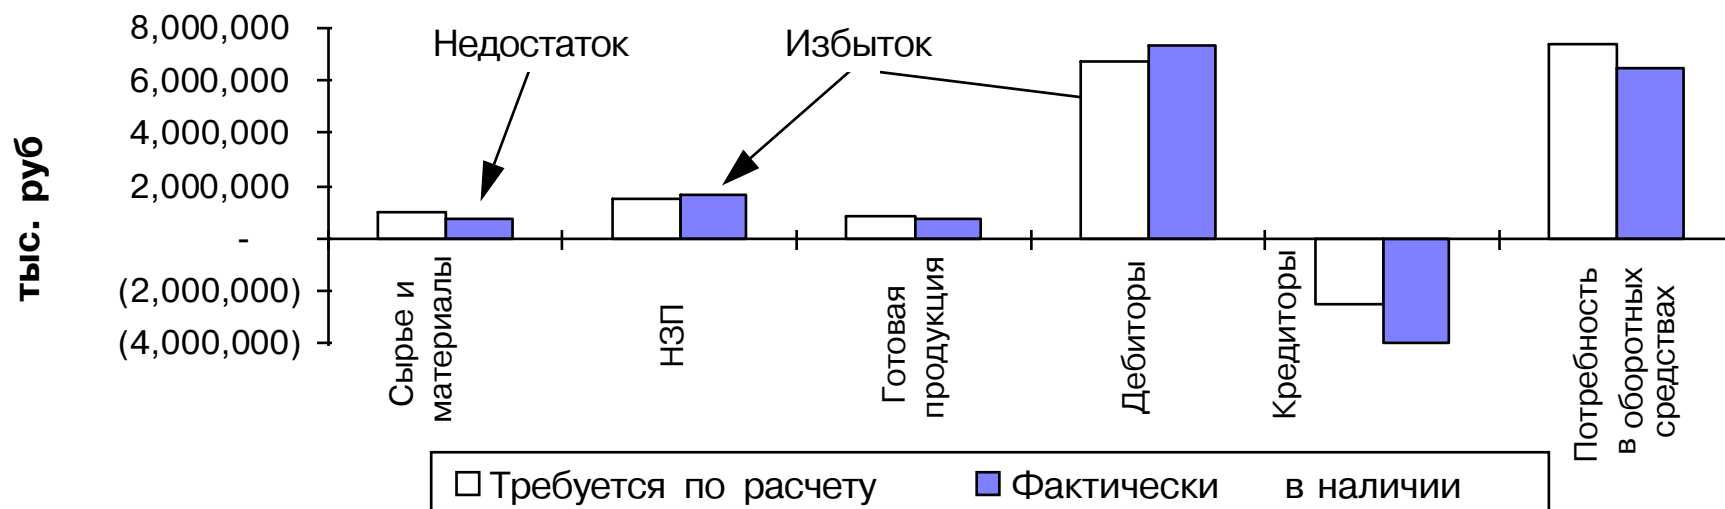 тыс. руб
8,000,000
6,000,000
4,000,000
2,000,000
-
(2,000,000)
(4,000,000)
Недостаток
Избыток
Сырье и
материалы
НЗП
Готовая
продукция
Дебиторы
Кредиторы
Потребность
в оборотных
средствах
Требуется по расчету
Фактически в наличии